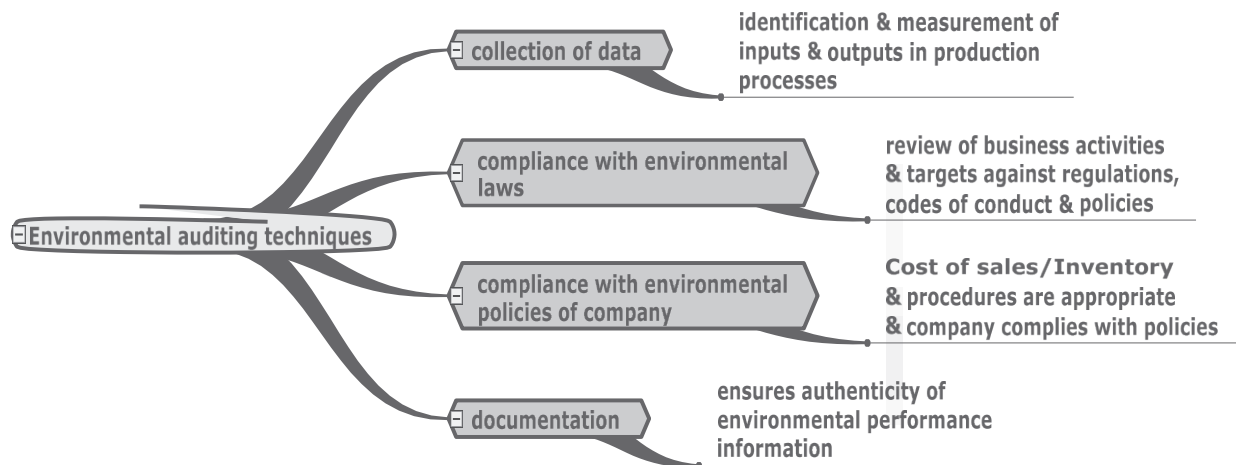 identification & measurement of
inputs & outputs in production
processes
collection of data
review of business activities
& targets against regulations,
codes of conduct & policies
compliance with environmental
laws
Environmental auditing techniques
Cost of sales/Inventory
& procedures are appropriate
& company complies with policies
compliance with environmental
policies of company
ensures authenticity of
environmental performance
information
documentation